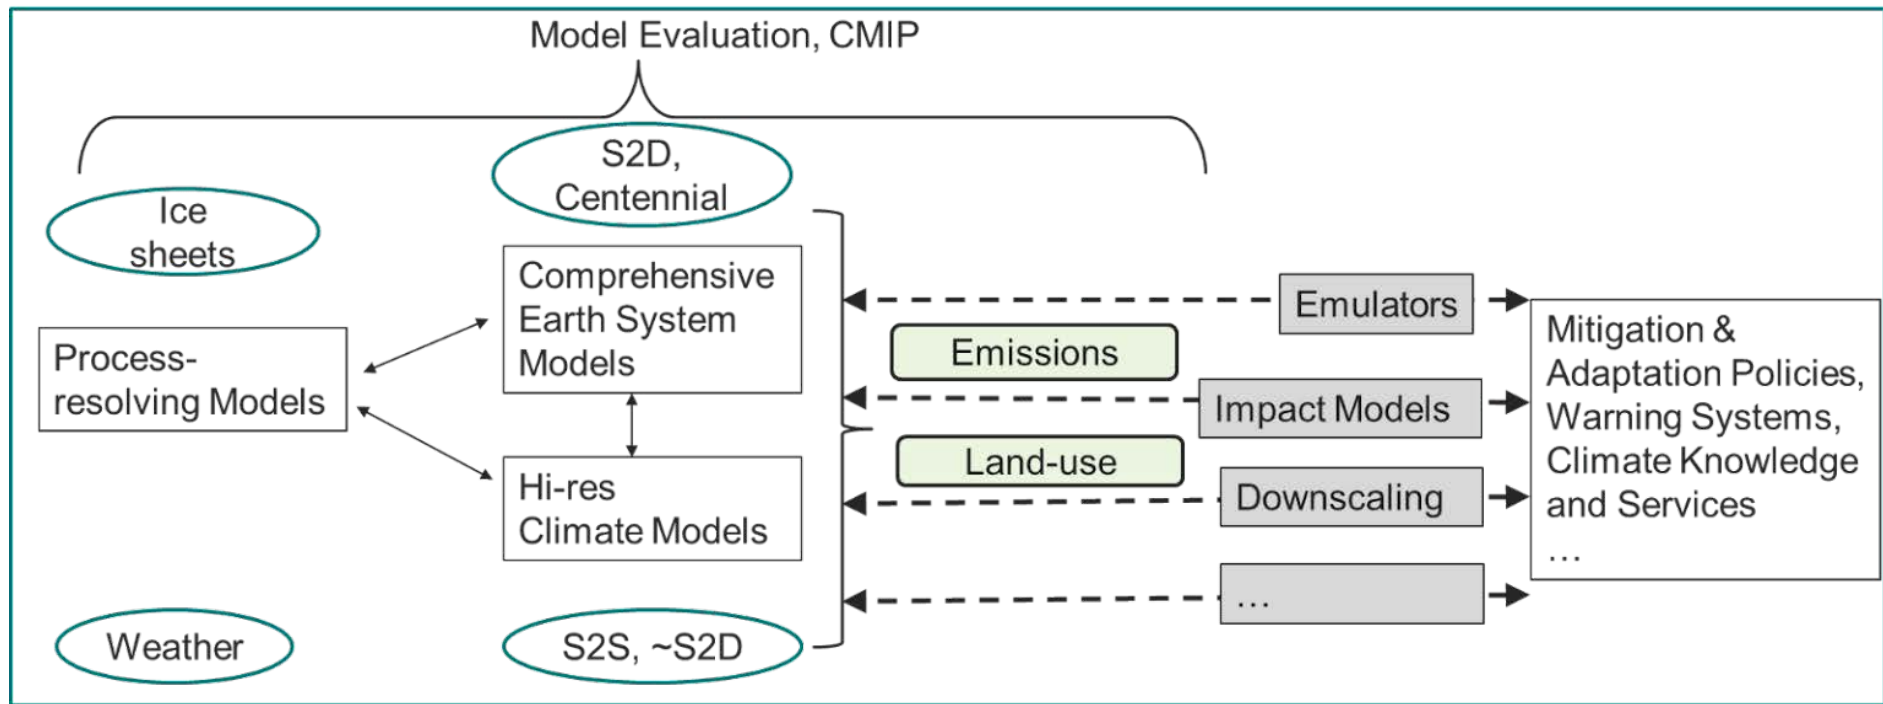 Model Evaluation, CMIP
S2D,
Centennial
Ice
sheets
Comprehensive
Earth System
Models
Process-
resolving Models
Hi-res
Climate Models
Weather
S2S, ~S2D
Emissions
Land-use
Emulators
Impact Models
Downscaling
...
Mitigation &
Adaptation Policies,
Warning Systems,
Climate Knowledge
and Services
...